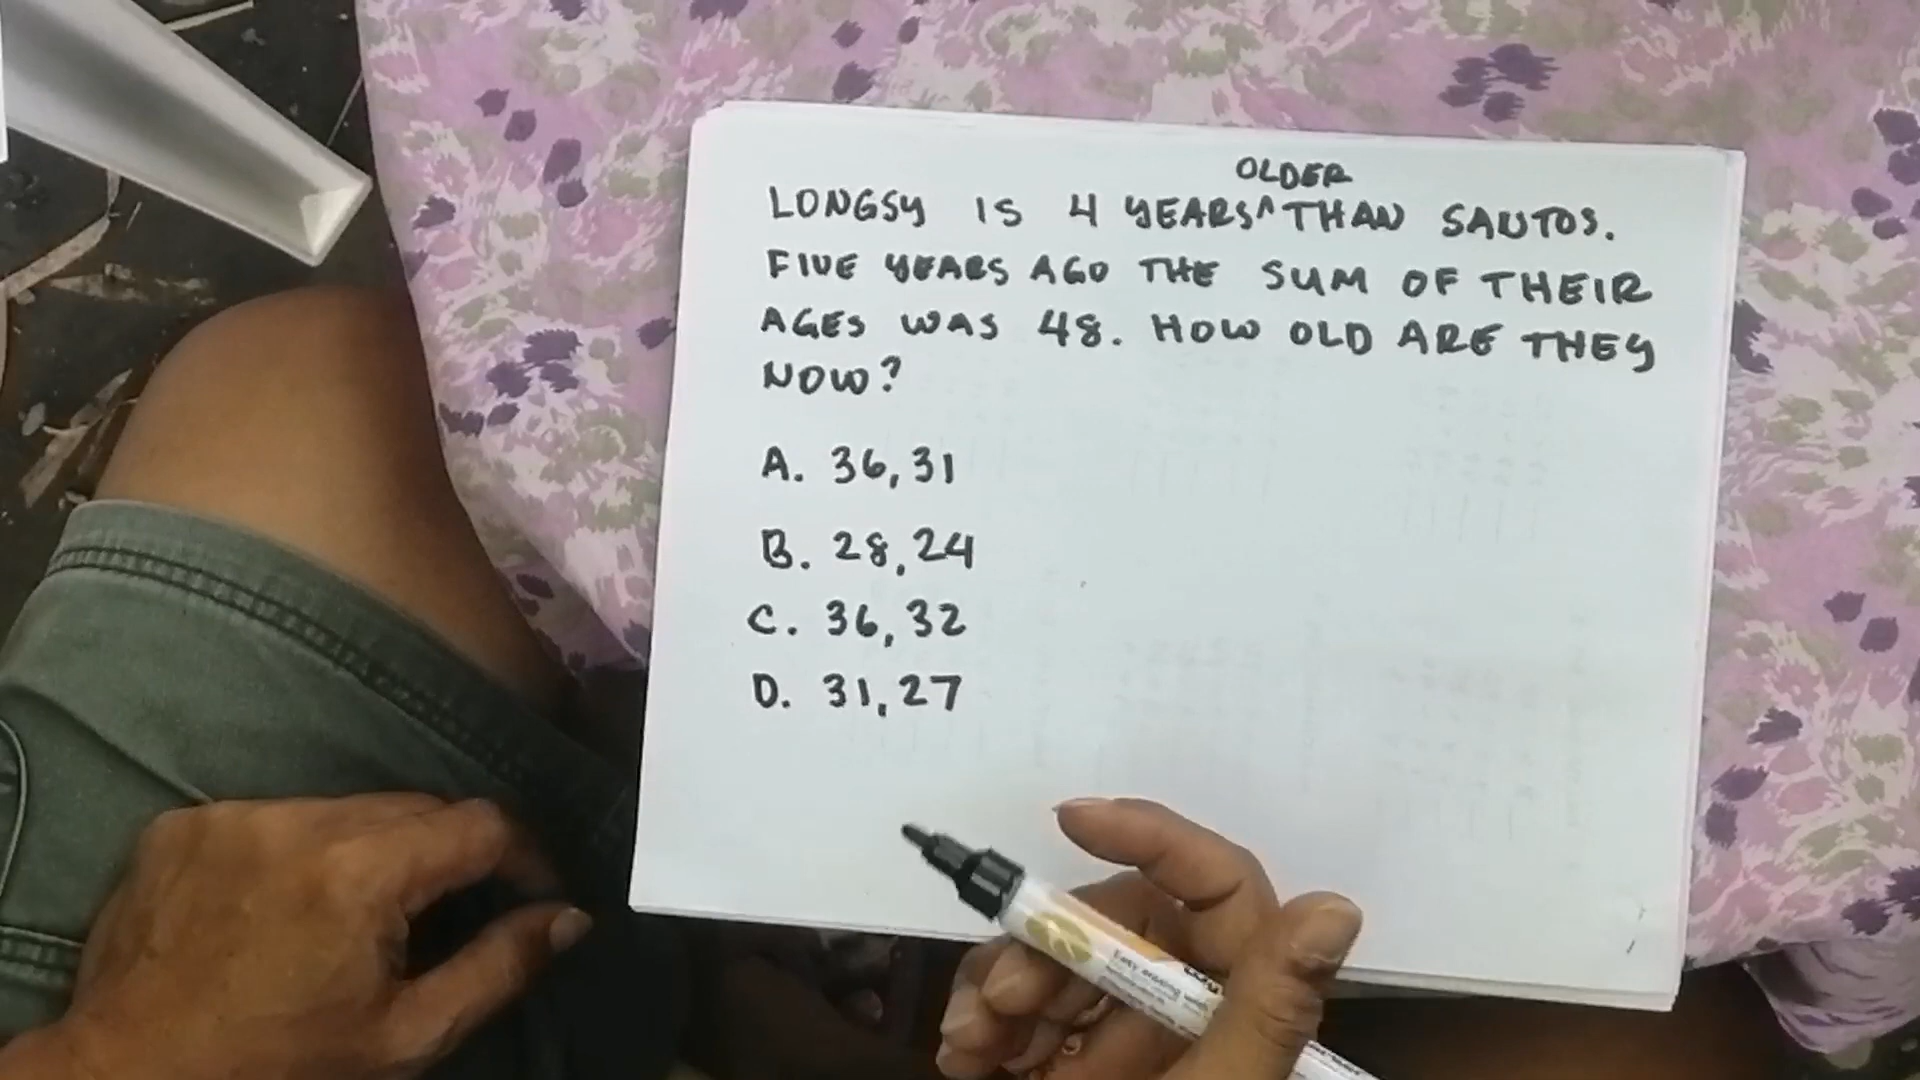 OLDER
LONGSY IS 4 YEARS^THAN SANTOS.
FIVE YEARS AGO THE SUM OF THEIR
AGES WAS 48. HOW OLD ARE THEY
NOW?
A. 36,31
B. 28,24
C. 36,32
D. 31,27